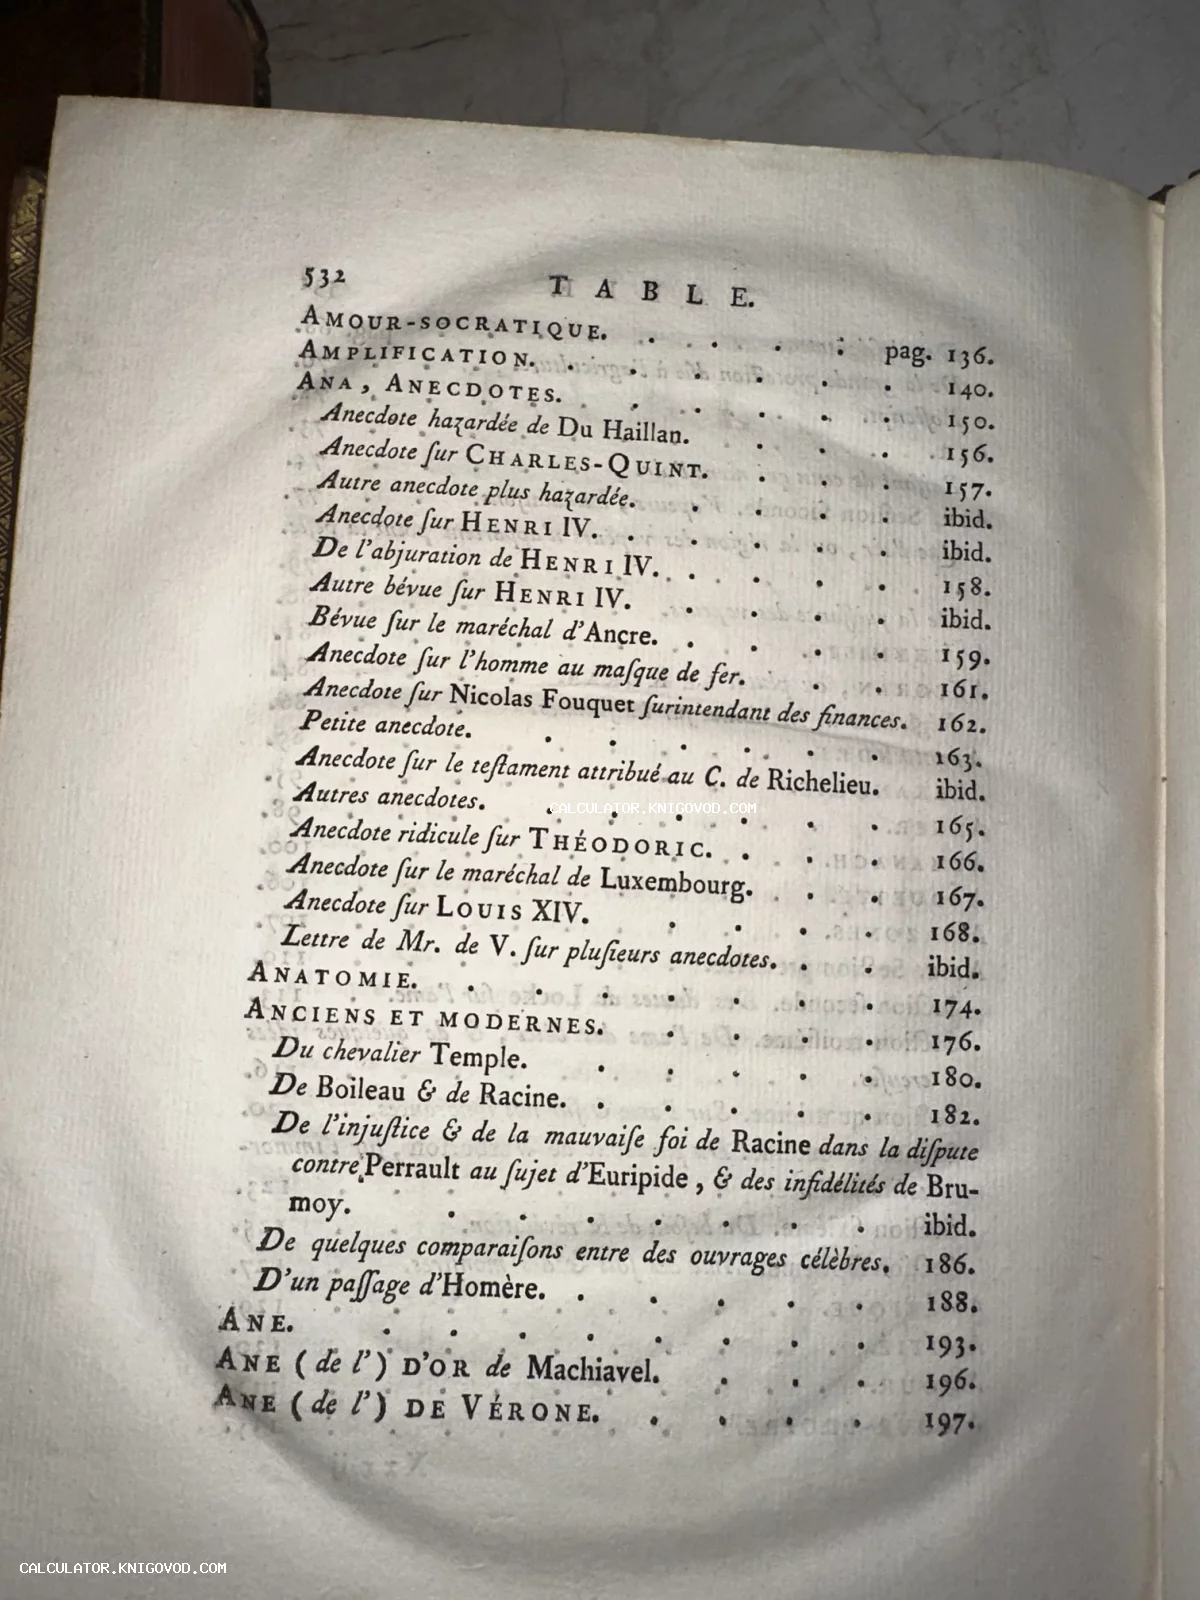 532 TABLE.
AMOUR-SOCRATIQUE. . . . . pag. 136.
AMPLIFICATION. . . . . . . 140.
ANA, ANECDOTES. . . . . . 150.
Anecdote hazardée de Du Haillan. . . . 156.
Anecdote ſur CHARLES-QUINT. . . . 157.
Autre anecdote plus hazardée. . . . . ibid.
Anecdote ſur HENRI IV. . . . . . ibid.
De l'abjuration de HENRI IV. . . . . 158.
Autre bévue ſur HENRI IV. . . . . ibid.
Bévue ſur le maréchal d'Ancre. . . . . 159.
Anecdote ſur l'homme au maſque de fer. . . 161.
Anecdote ſur Nicolas Fouquet ſurintendant des finances. 162.
Petite anecdote. . . . . . . 163.
Anecdote ſur le teſtament attribué au C. de Richelieu. ibid.
Autres anecdotes. . . . . . . 165.
Anecdote ridicule ſur THÉODORIC. . . . 166.
Anecdote ſur le maréchal de Luxembourg. . . 167.
Anecdote ſur LOUIS XIV. . . . . 168.
Lettre de Mr. de V. ſur pluſieurs anecdotes. . . ibid.
ANATOMIE. . . . . . . . 174.
ANCIENS ET MODERNES. . . . . 176.
Du chevalier Temple. . . . . . 180.
De Boileau & de Racine. . . . . . 182.
De l'injuſtice & de la mauvaiſe foi de Racine dans la diſpute
contre Perrault au ſujet d'Euripide, & des infidélités de Bru-
moy. . . . . . . . ibid.
De quelques comparaiſons entre des ouvrages célèbres. 186.
D'un paſſage d'Homère. . . . . . 188.
ANE. . . . . . . . . 193.
ANE (de l') D'OR de Machiavel. . . . 196.
ANE (de l') DE VÉRONE. . . . . 197.
CALCULATOR.KNIGOVOD.COM
CALCULATOR.KNIGOVOD.COM